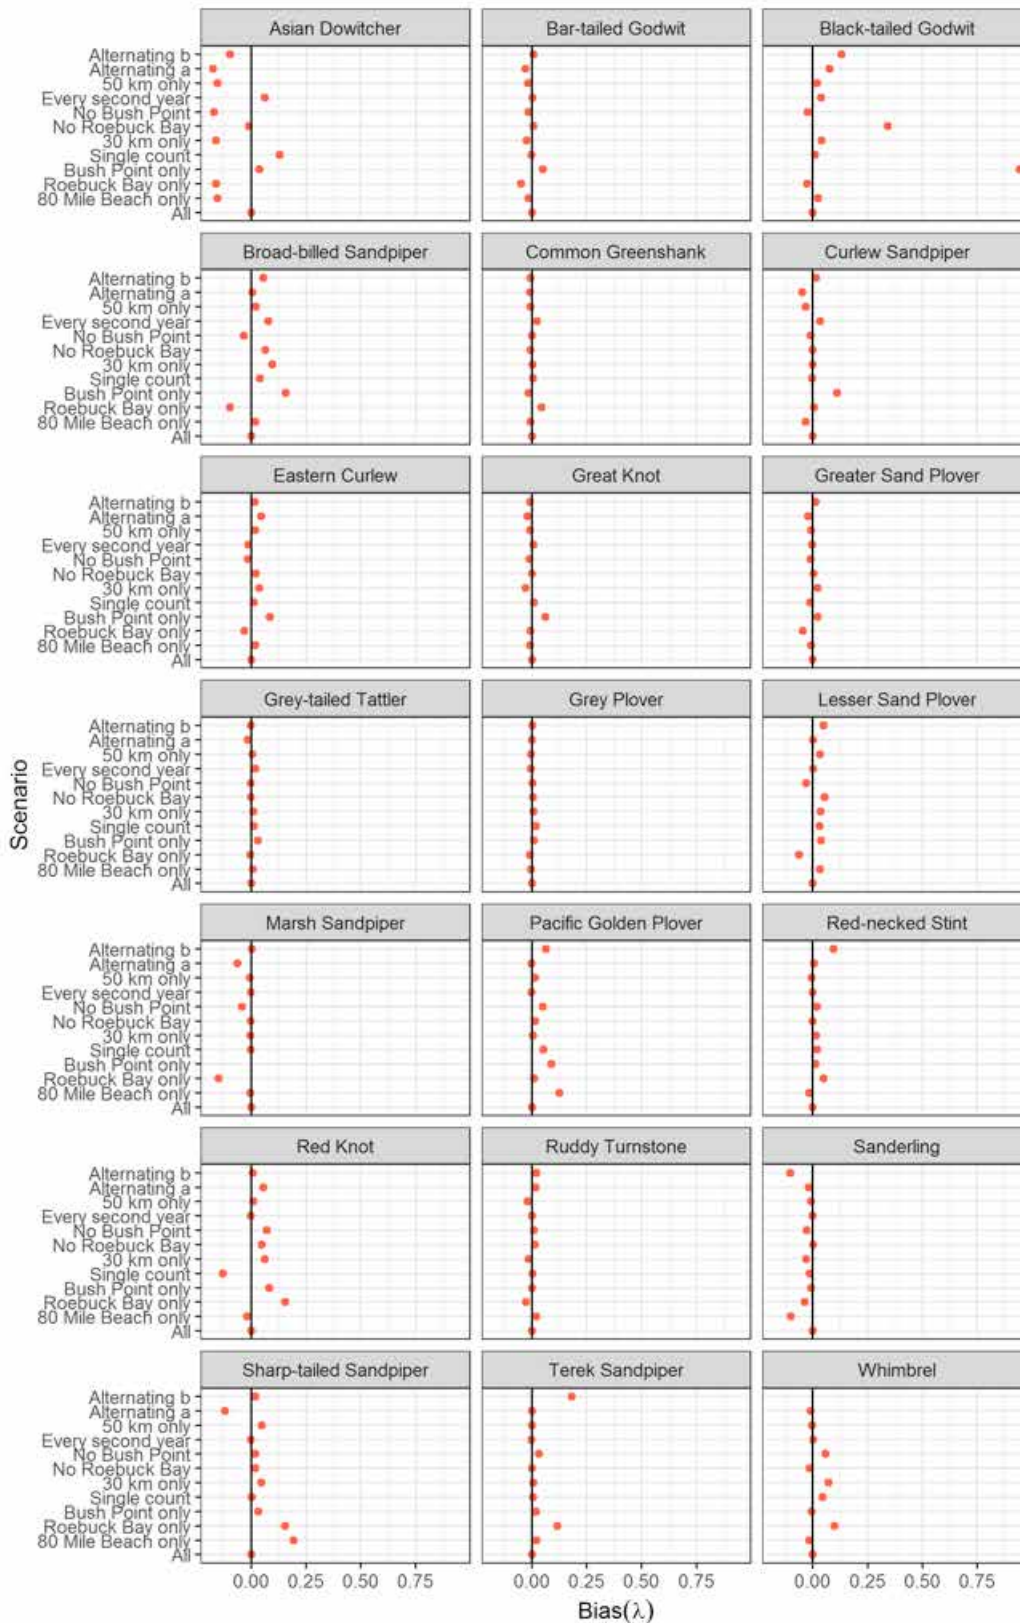 Asian Dowitcher Bar-tailed Godwit Black-tailed Godwit
Alternating b
Alternating a
50 km only
Every second year
No Bush Point
No Roebuck Bay
30 km only
Single count
Bush Point only
Roebuck Bay only
80 Mile Beach only
All
Broad-billed Sandpiper Common Greenshank Curlew Sandpiper
Alternating b
Alternating a
50 km only
Every second year
No Bush Point
No Roebuck Bay
30 km only
Single count
Bush Point only
Roebuck Bay only
80 Mile Beach only
All
Eastern Curlew Great Knot Greater Sand Plover
Alternating b
Alternating a
50 km only
Every second year
No Bush Point
No Roebuck Bay
30 km only
Single count
Bush Point only
Roebuck Bay only
80 Mile Beach only
All
Scenario
Grey-tailed Tattler Grey Plover Lesser Sand Plover
Alternating b
Alternating a
50 km only
Every second year
No Bush Point
No Roebuck Bay
30 km only
Single count
Bush Point only
Roebuck Bay only
80 Mile Beach only
All
Marsh Sandpiper Pacific Golden Plover Red-necked Stint
Alternating b
Alternating a
50 km only
Every second year
No Bush Point
No Roebuck Bay
30 km only
Single count
Bush Point only
Roebuck Bay only
80 Mile Beach only
All
Red Knot Ruddy Turnstone Sanderling
Alternating b
Alternating a
50 km only
Every second year
No Bush Point
No Roebuck Bay
30 km only
Single count
Bush Point only
Roebuck Bay only
80 Mile Beach only
All
Sharp-tailed Sandpiper Terek Sandpiper Whimbrel
Alternating b
Alternating a
50 km only
Every second year
No Bush Point
No Roebuck Bay
30 km only
Single count
Bush Point only
Roebuck Bay only
80 Mile Beach only
All
0.00 0.25 0.50 0.75 0.00 0.25 0.50 0.75 0.00 0.25 0.50 0.75
Bias(λ)